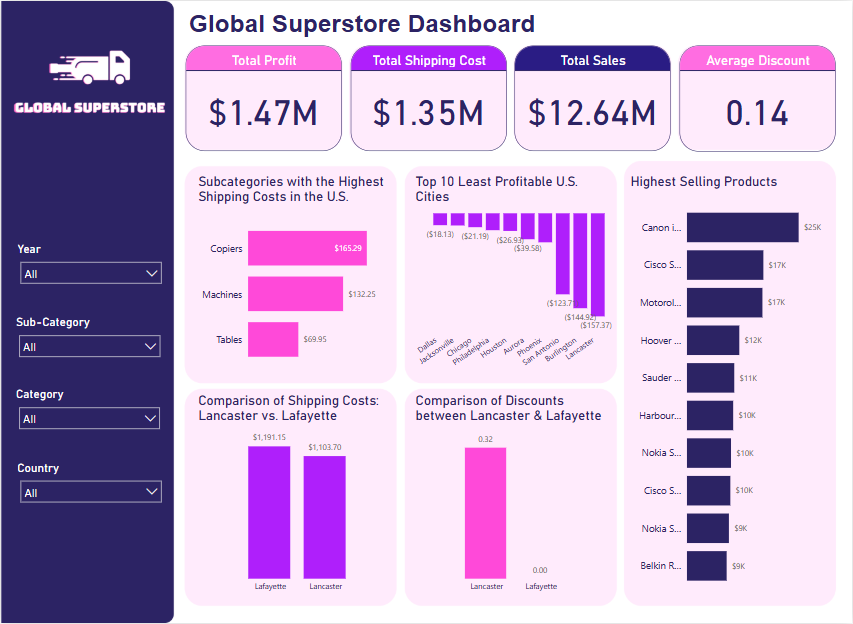 Global Superstore Dashboard
GLOBAL SUPERSTORE
Year
All
Sub-Category
All
Category
All
Country
All
Total Profit
$1.47M
Total Shipping Cost
$1.35M
Total Sales
$12.64M
Average Discount
0.14
Subcategories with the Highest
Shipping Costs in the U.S.
Copiers
$165.29
Machines
$132.25
Tables
$69.95
Top 10 Least Profitable U.S.
Cities
($18.13)
($21.19)
($26.93)
($39.58)
($123.7
($144.92)
($157.37)
Dallas
Jacksonville
Chicago
Philadelphia
Houston
Aurora
Phoenix
San Antonio
Burlington
Lancaster
Highest Selling Products
Canon i...
$25K
Cisco S...
$17K
Motorol...
$17K
Hoover ...
$12K
Sauder ...
$11K
Harbour...
$10K
Nokia S...
$10K
Cisco S...
$10K
Nokia S...
$9K
Belkin R...
$9K
Comparison of Shipping Costs:
Lancaster vs. Lafayette
$1,191.15
$1,103.70
Lafayette
Lancaster
Comparison of Discounts
between Lancaster & Lafayette
0.32
0.00
Lancaster
Lafayette